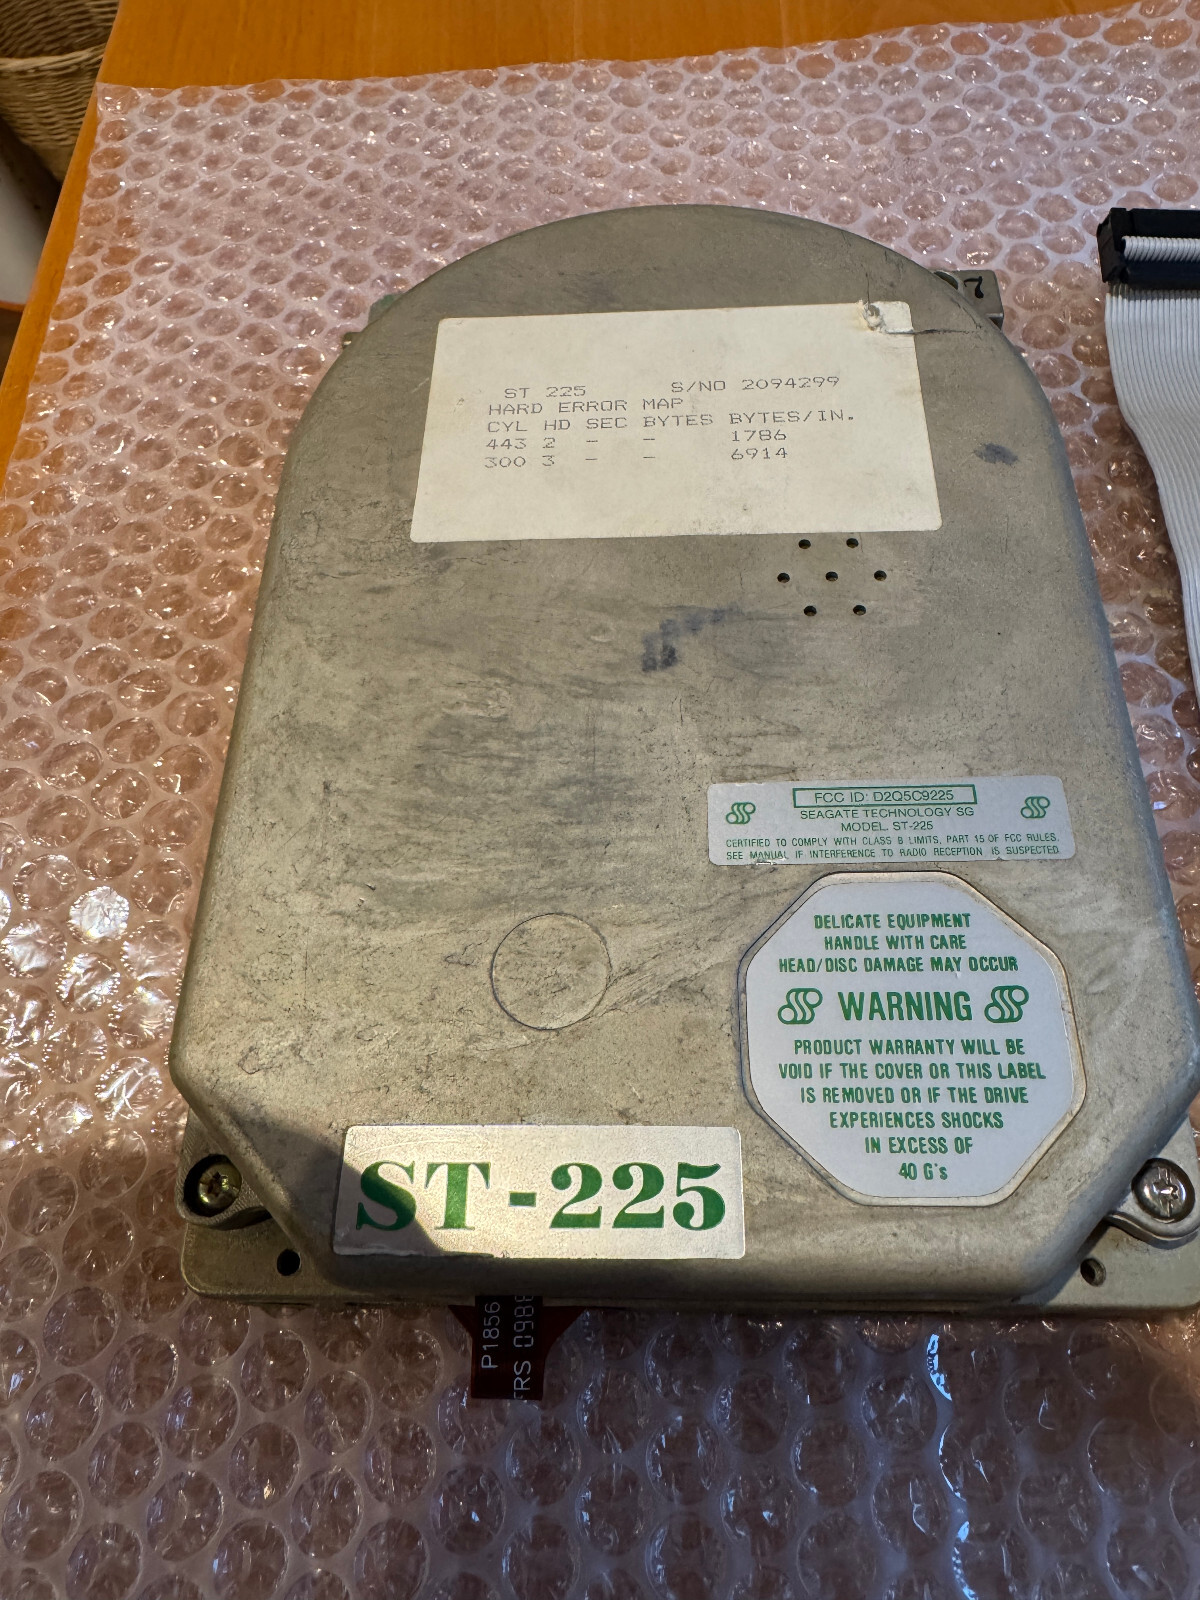 7
ST 225 S/NO 2094299
HARD ERROR MAP
CYL HD SEC BYTES BYTES/IN.
443 2 - - 1786
300 3 - - 6914
FCC ID: D2Q5C9225
SEAGATE TECHNOLOGY SG
MODEL. ST-225
CERTIFIED TO COMPLY WITH CLASS B LIMITS, PART 15 OF FCC RULES.
SEE MANUAL IF INTERFERENCE TO RADIO RECEPTION IS SUSPECTED.
DELICATE EQUIPMENT
HANDLE WITH CARE
HEAD/DISC DAMAGE MAY OCCUR
WARNING
PRODUCT WARRANTY WILL BE
VOID IF THE COVER OR THIS LABEL
IS REMOVED OR IF THE DRIVE
EXPERIENCES SHOCKS
IN EXCESS OF
40 G's
ST-225
P1856